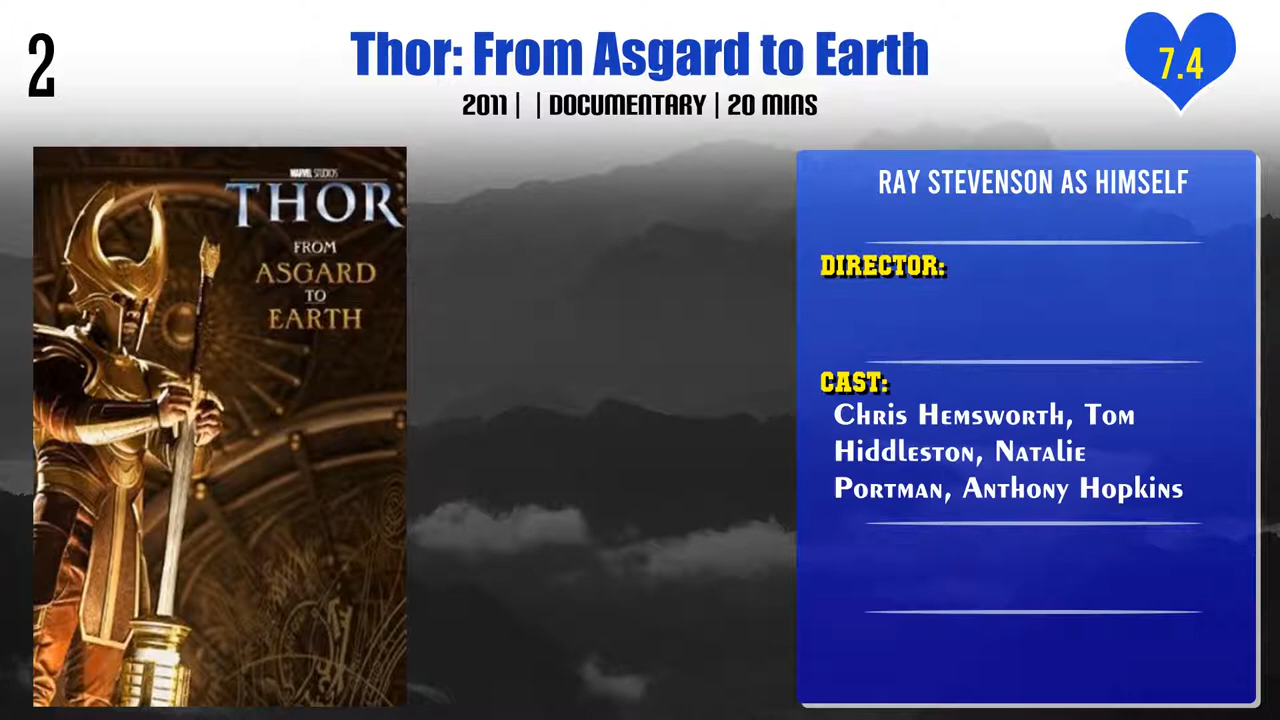 2
Thor: From Asgard to Earth
7.4
2011 | | DOCUMENTARY | 20 MINS
MARVEL STUDIOS
THOR
FROM
ASGARD
TO
EARTH
RAY STEVENSON AS HIMSELF
DIRECTOR:
CAST:
Chris Hemsworth, Tom
Hiddleston, Natalie
Portman, Anthony Hopkins